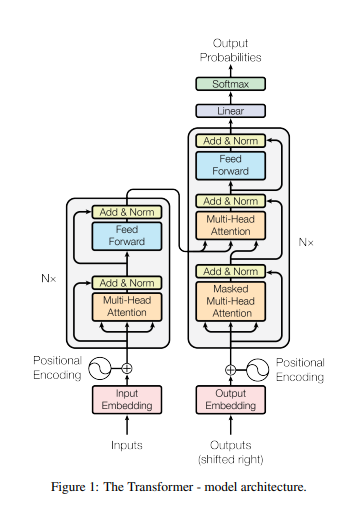 Output
Probabilities
Softmax
Linear
Add & Norm
Feed
Forward
Add & Norm
Multi-Head
Attention
Add & Norm
Masked
Multi-Head
Attention
N×
Add & Norm
Feed
Forward
Add & Norm
Multi-Head
Attention
N×
Positional
Encoding
Positional
Encoding
Input
Embedding
Output
Embedding
Inputs
Outputs
(shifted right)
Figure 1: The Transformer - model architecture.